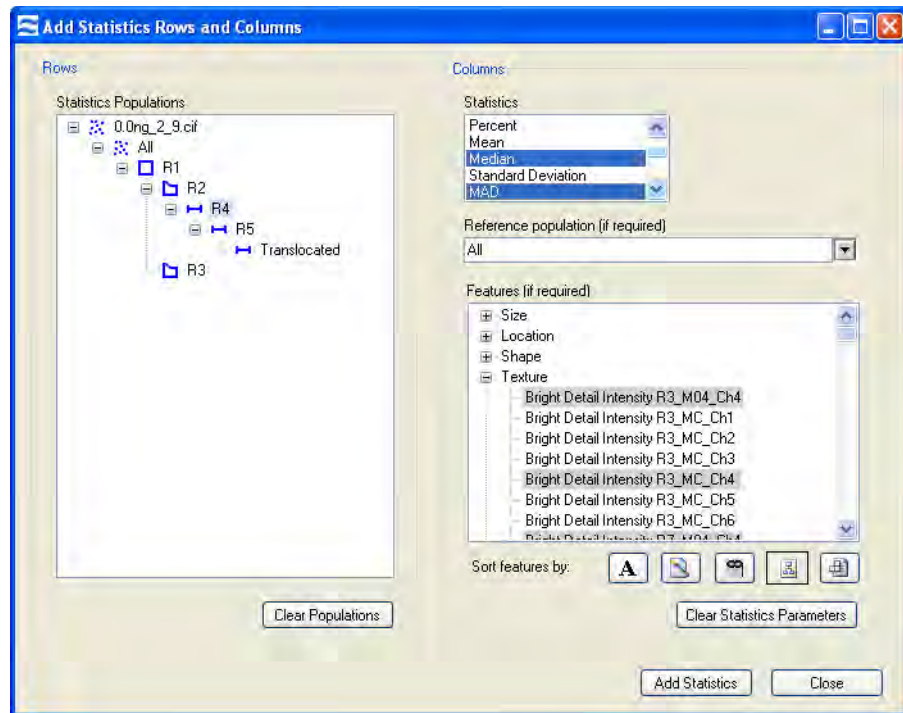 Add Statistics Rows and Columns
Rows
Statistics Populations
0.0ng_2_9.cif
All
R1
R2
R4
R5
Translocated
R3
Clear Populations
Columns
Statistics
Percent
Mean
Median
Standard Deviation
MAD
Reference population (if required)
All
Features (if required)
Size
Location
Shape
Texture
Bright Detail Intensity R3_M04_Ch4
Bright Detail Intensity R3_MC_Ch1
Bright Detail Intensity R3_MC_Ch2
Bright Detail Intensity R3_MC_Ch3
Bright Detail Intensity R3_MC_Ch4
Bright Detail Intensity R3_MC_Ch5
Bright Detail Intensity R3_MC_Ch6
Bright Detail Intensity R7_M04_Ch4
Sort features by:
A
Clear Statistics Parameters
Add Statistics
Close